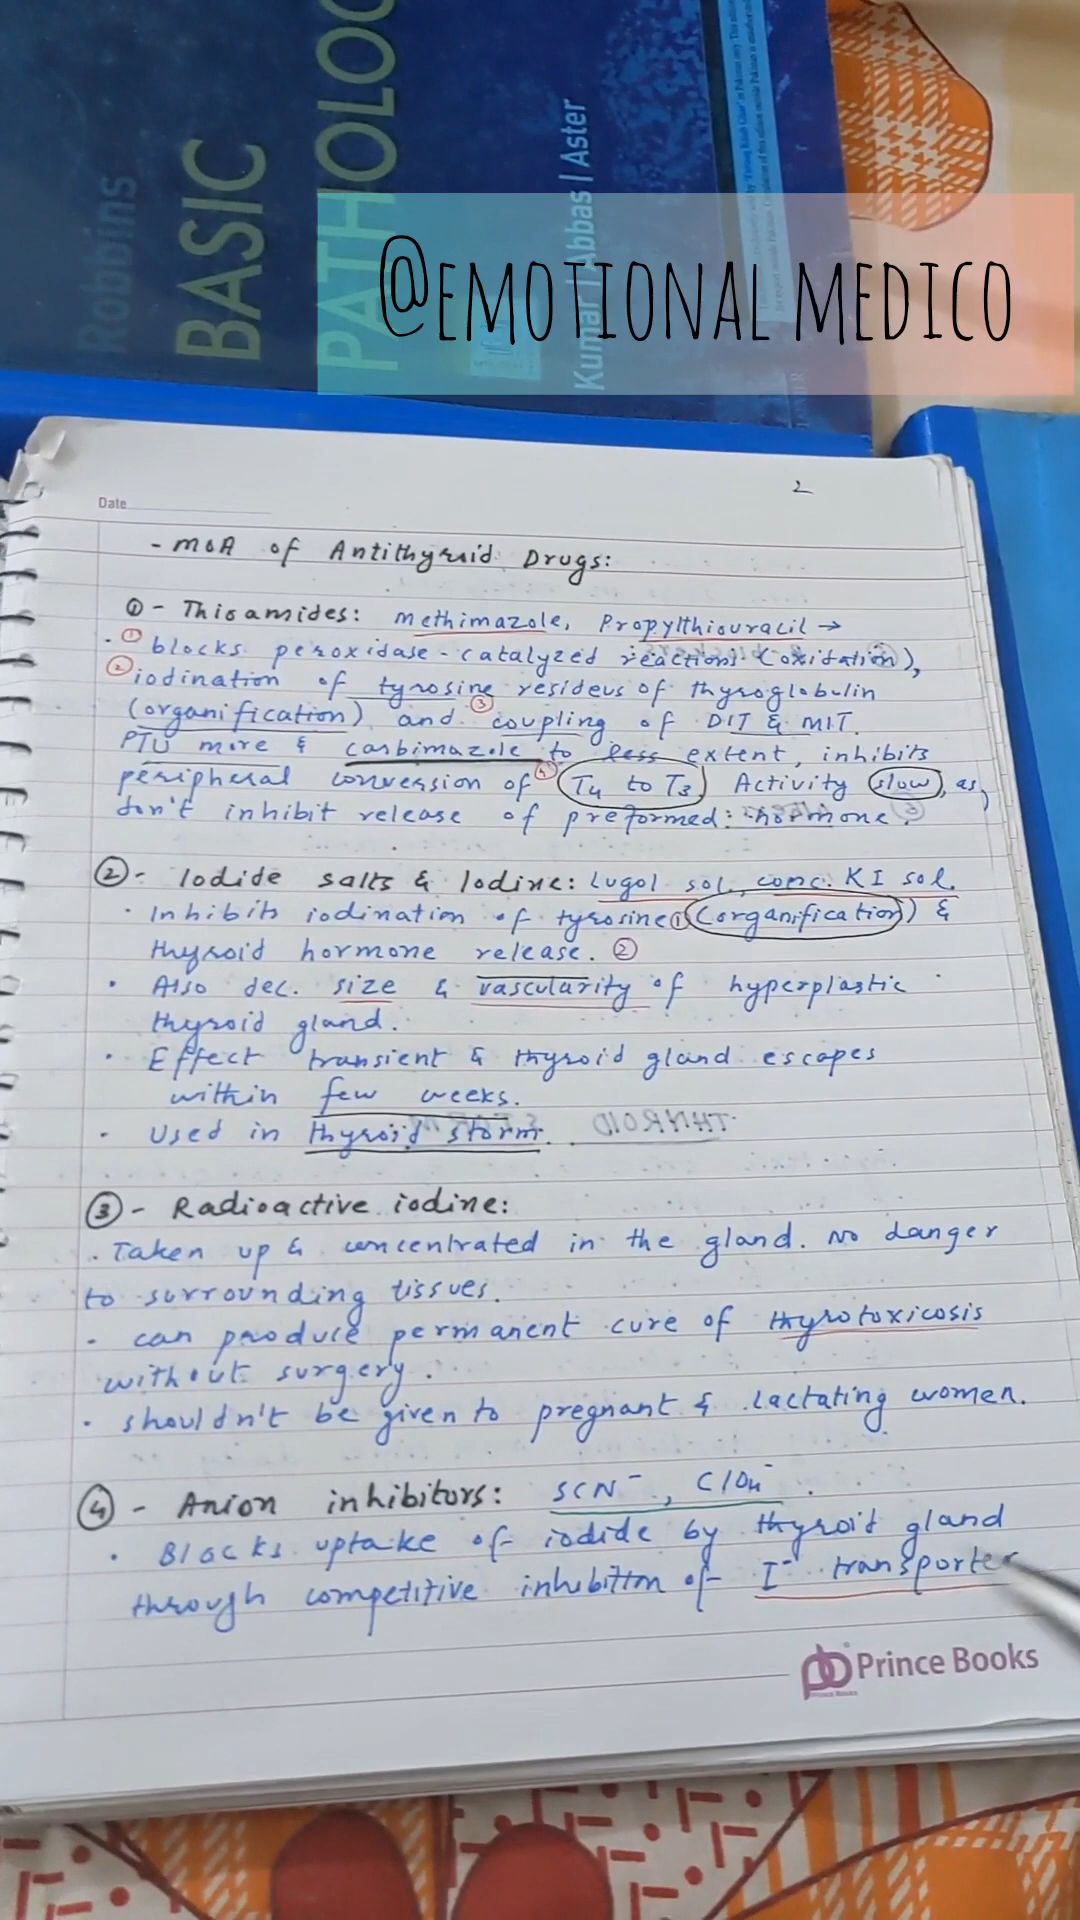 Robbins
BASIC
PATHOLOG
Kumar | Abbas | Aster
@EMOTIONAL MEDICO
2
Date
- MOA of Antithyroid Drugs:
① - Thioamides: Methimazole, Propylthiouracil →
① blocks peroxidase-catalyzed reactions (oxidation),
② iodination of tyrosine resideus of thyroglobulin
(organification) and ③ coupling of DIT & MIT.
PTU more & carbimazole to less extent, inhibits
peripheral conversion of ④ T4 to T3. Activity slow, as
don't inhibit release of preformed hormone.
② - Iodide salts & Iodine: Lugol sol., conc. KI sol.
· Inhibits iodination of tyrosine ① (organification) &
thyroid hormone release. ②
· Also dec. size & vascularity of hyperplastic
thyroid gland.
· Effect transient & thyroid gland escapes
within few weeks.
· Used in thyroid storm.
③ - Radioactive iodine:
· Taken up & concentrated in the gland. No danger
to surrounding tissues.
· can produce permanent cure of thyrotoxicosis
without surgery.
· shouldn't be given to pregnant & lactating women.
④ - Anion inhibitors: SCN⁻, ClO4⁻.
· Blocks uptake of iodide by thyroid gland
through competitive inhibition of I⁻ transporter
Prince Books